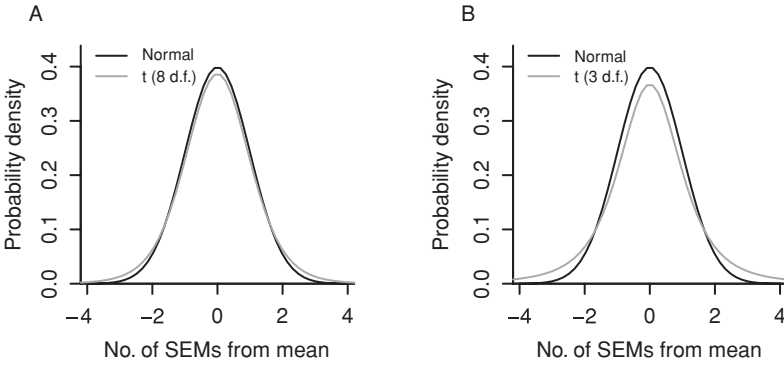 A
Normal
t (8 d.f.)
Probability density
0.0 0.1 0.2 0.3 0.4
−4 −2 0 2 4
No. of SEMs from mean
B
Normal
t (3 d.f.)
Probability density
0.0 0.1 0.2 0.3 0.4
−4 −2 0 2 4
No. of SEMs from mean